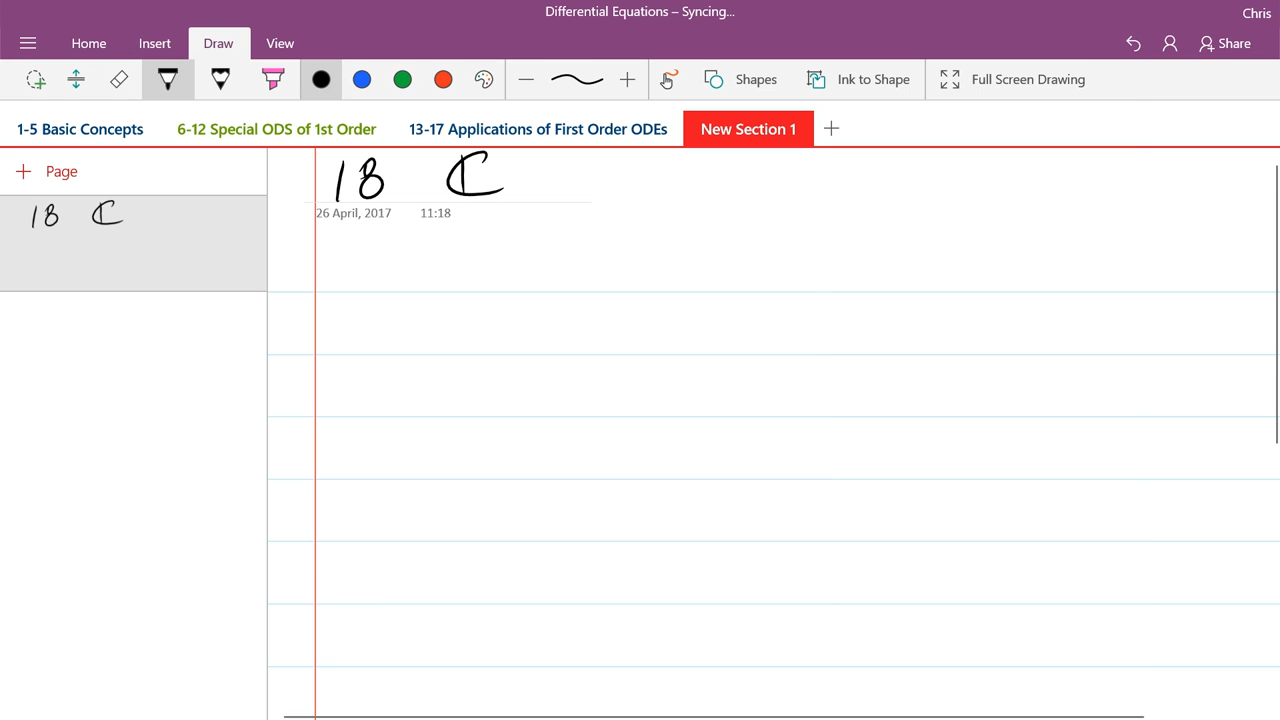 Differential Equations – Syncing...
Chris
Home Insert Draw View Share
Shapes Ink to Shape Full Screen Drawing
1-5 Basic Concepts 6-12 Special ODS of 1st Order 13-17 Applications of First Order ODEs New Section 1
Page
18 ℂ
18 ℂ
26 April, 2017 11:18